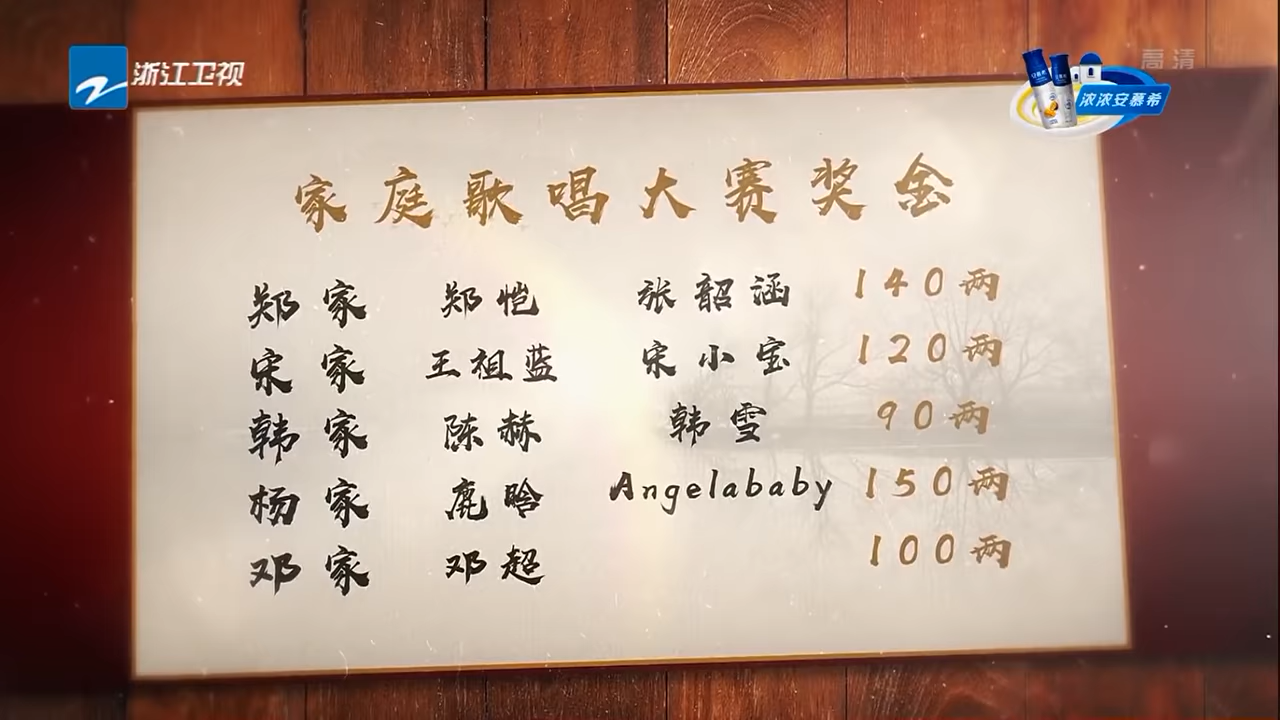 浙江卫视
高清
浓浓安慕希
家庭歌唱大赛奖金
郑家 郑恺 张韶涵 140两
宋家 王祖蓝 宋小宝 120两
韩家 陈赫 韩雪 90两
杨家 鹿晗 Angelababy 150两
邓家 邓超 100两